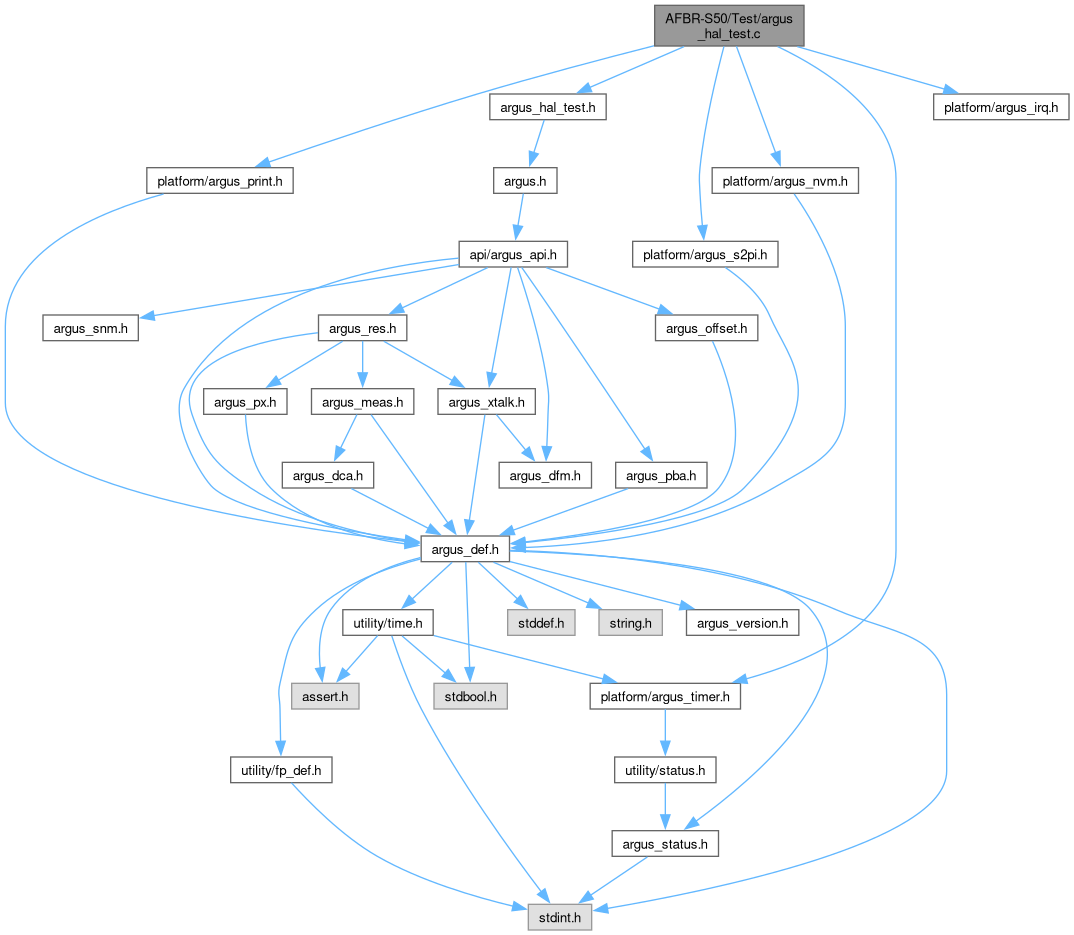 AFBR-S50/Test/argus
_hal_test.c
argus_hal_test.h
platform/argus_irq.h
platform/argus_print.h
argus.h
platform/argus_nvm.h
api/argus_api.h
platform/argus_s2pi.h
argus_snm.h
argus_res.h
argus_offset.h
argus_px.h
argus_meas.h
argus_xtalk.h
argus_dca.h
argus_dfm.h
argus_pba.h
argus_def.h
utility/time.h
stddef.h
string.h
argus_version.h
assert.h
stdbool.h
platform/argus_timer.h
utility/fp_def.h
utility/status.h
argus_status.h
stdint.h